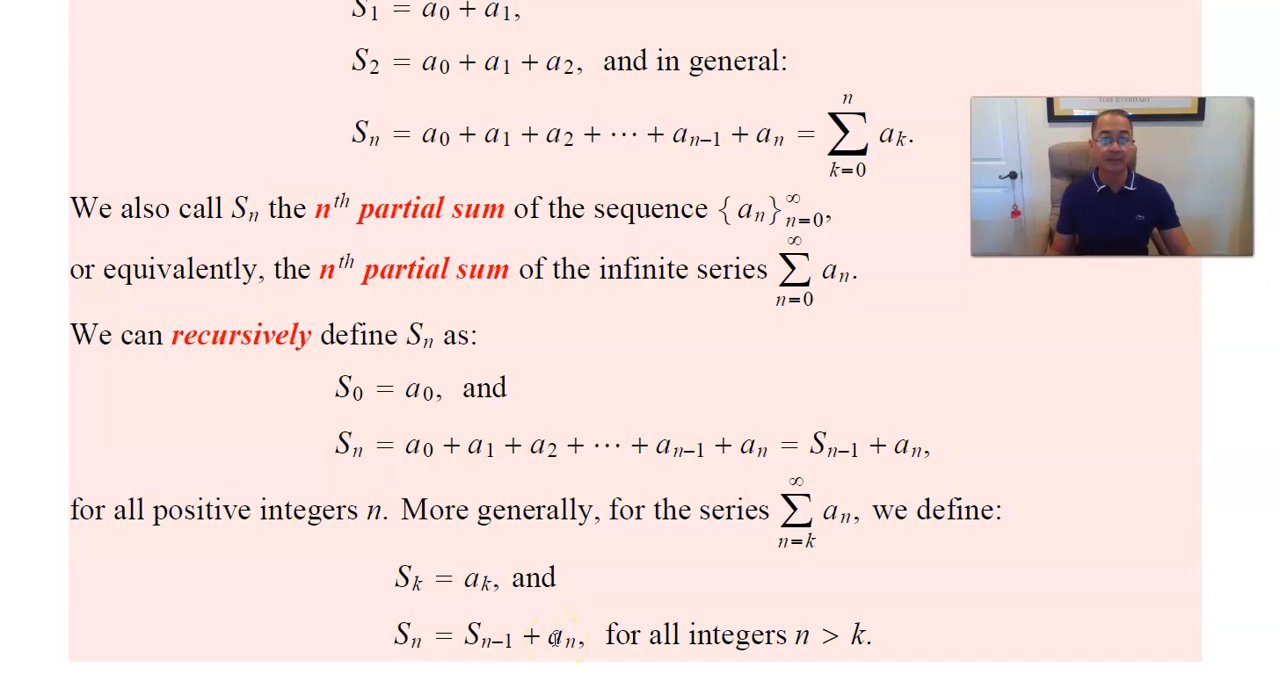 S₁ = a₀ + a₁,
S₂ = a₀ + a₁ + a₂, and in general:
Sₙ = a₀ + a₁ + a₂ + ⋯ + aₙ₋₁ + aₙ = ∑ₖ₌₀ⁿ aₖ.
We also call Sₙ the nᵗʰ partial sum of the sequence {aₙ}ₙ₌₀^∞,
or equivalently, the nᵗʰ partial sum of the infinite series ∑ₙ₌₀^∞ aₙ.
We can recursively define Sₙ as:
S₀ = a₀, and
Sₙ = a₀ + a₁ + a₂ + ⋯ + aₙ₋₁ + aₙ = Sₙ₋₁ + aₙ,
for all positive integers n. More generally, for the series ∑ₙ₌ₖ^∞ aₙ, we define:
Sₖ = aₖ, and
Sₙ = Sₙ₋₁ + aₙ, for all integers n > k.
TOM EVERHART